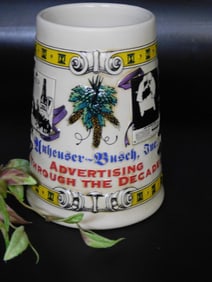 Anheuser-Busch, Inc.
ADVERTISING
THROUGH THE DECADES